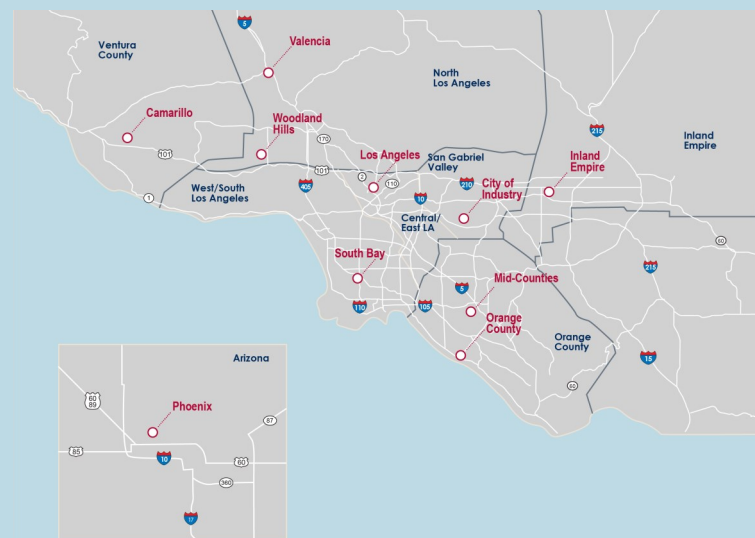 5
Ventura
County
Valencia
North
Los Angeles
Camarillo
Woodland
Hills
170
215
Inland
Empire
101
101
Los Angeles
San Gabriel
Valley
Inland
Empire
West/South
Los Angeles
405
2
110
210
City of
Industry
1
10
Central/
East LA
60
South Bay
215
Mid-Counties
5
110
105
Orange
County
Orange
County
15
60
Arizona
60
89
Phoenix
87
85
10
60
360
17